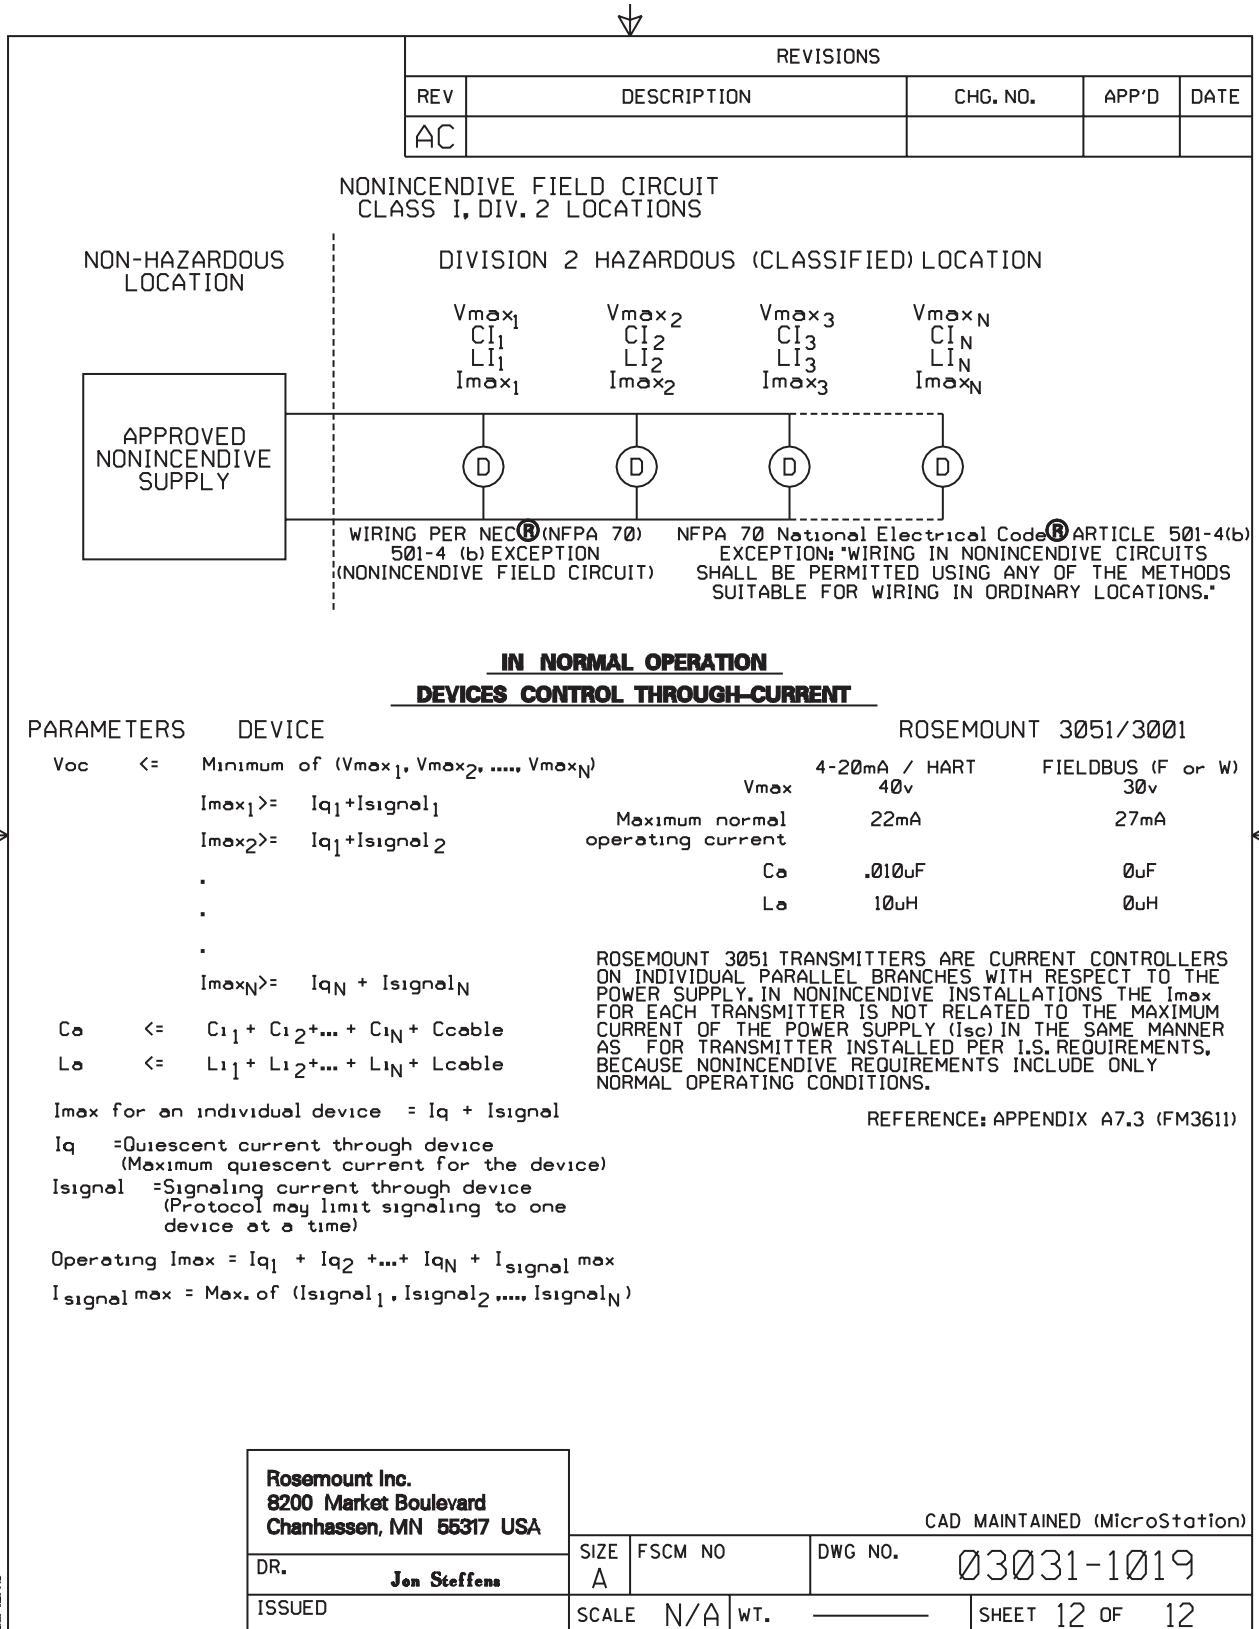 REVISIONS
REV DESCRIPTION CHG. NO. APP'D DATE
AC
NONINCENDIVE FIELD CIRCUIT
CLASS I, DIV. 2 LOCATIONS
NON-HAZARDOUS
LOCATION
DIVISION 2 HAZARDOUS (CLASSIFIED) LOCATION
Vmax1 Vmax2 Vmax3 VmaxN
CI1 CI2 CI3 CIN
LI1 LI2 LI3 LIN
Imax1 Imax2 Imax3 ImaxN
APPROVED
NONINCENDIVE
SUPPLY
D D D D
WIRING PER NEC®(NFPA 70)
501-4 (b) EXCEPTION
(NONINCENDIVE FIELD CIRCUIT)
NFPA 70 National Electrical Code® ARTICLE 501-4(b)
EXCEPTION: "WIRING IN NONINCENDIVE CIRCUITS
SHALL BE PERMITTED USING ANY OF THE METHODS
SUITABLE FOR WIRING IN ORDINARY LOCATIONS."
IN NORMAL OPERATION
DEVICES CONTROL THROUGH-CURRENT
PARAMETERS DEVICE
Voc <= Minimum of (Vmax1, Vmax2, ...., VmaxN)
Imax1>= Iq1+Isignal1
Imax2>= Iq1+Isignal2
.
.
.
ImaxN>= IqN + IsignalN
Ca <= Ci1+ Ci2+...+ CiN+ Ccable
La <= Li1+ Li2+...+ LiN+ Lcable
Imax for an individual device = Iq + Isignal
Iq =Quiescent current through device
(Maximum quiescent current for the device)
Isignal =Signaling current through device
(Protocol may limit signaling to one
device at a time)
Operating Imax = Iq1 + Iq2 +...+ IqN + Isignal max
Isignal max = Max. of (Isignal1, Isignal2,...., IsignalN)
ROSEMOUNT 3051/3001
4-20mA / HART FIELDBUS (F or W)
Vmax 40v 30v
Maximum normal 22mA 27mA
operating current
Ca .010uF 0uF
La 10uH 0uH
ROSEMOUNT 3051 TRANSMITTERS ARE CURRENT CONTROLLERS
ON INDIVIDUAL PARALLEL BRANCHES WITH RESPECT TO THE
POWER SUPPLY. IN NONINCENDIVE INSTALLATIONS THE Imax
FOR EACH TRANSMITTER IS NOT RELATED TO THE MAXIMUM
CURRENT OF THE POWER SUPPLY (Isc) IN THE SAME MANNER
AS FOR TRANSMITTER INSTALLED PER I.S. REQUIREMENTS,
BECAUSE NONINCENDIVE REQUIREMENTS INCLUDE ONLY
NORMAL OPERATING CONDITIONS.
REFERENCE: APPENDIX A7.3 (FM3611)
Rosemount Inc.
8200 Market Boulevard
Chanhassen, MN 55317 USA
CAD MAINTAINED (MicroStation)
DR. Jon Steffens
ISSUED
SIZE A FSCM NO DWG NO. 03031-1019
SCALE N/A WT. SHEET 12 OF 12